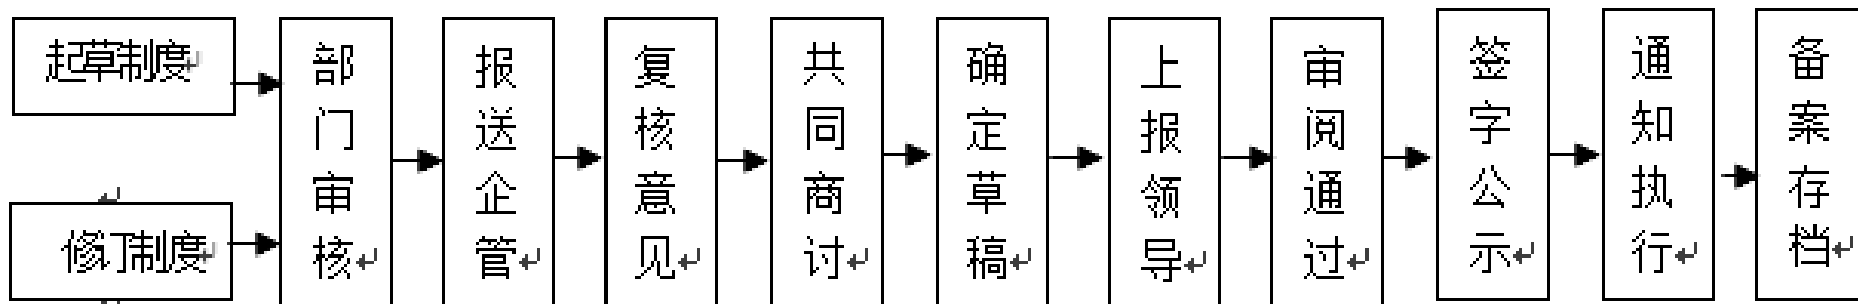 起草制度
修订制度
部门审核
报送企管
复核意见
共同商讨
确定草稿
上报领导
审阅通过
签字公示
通知执行
备案存档